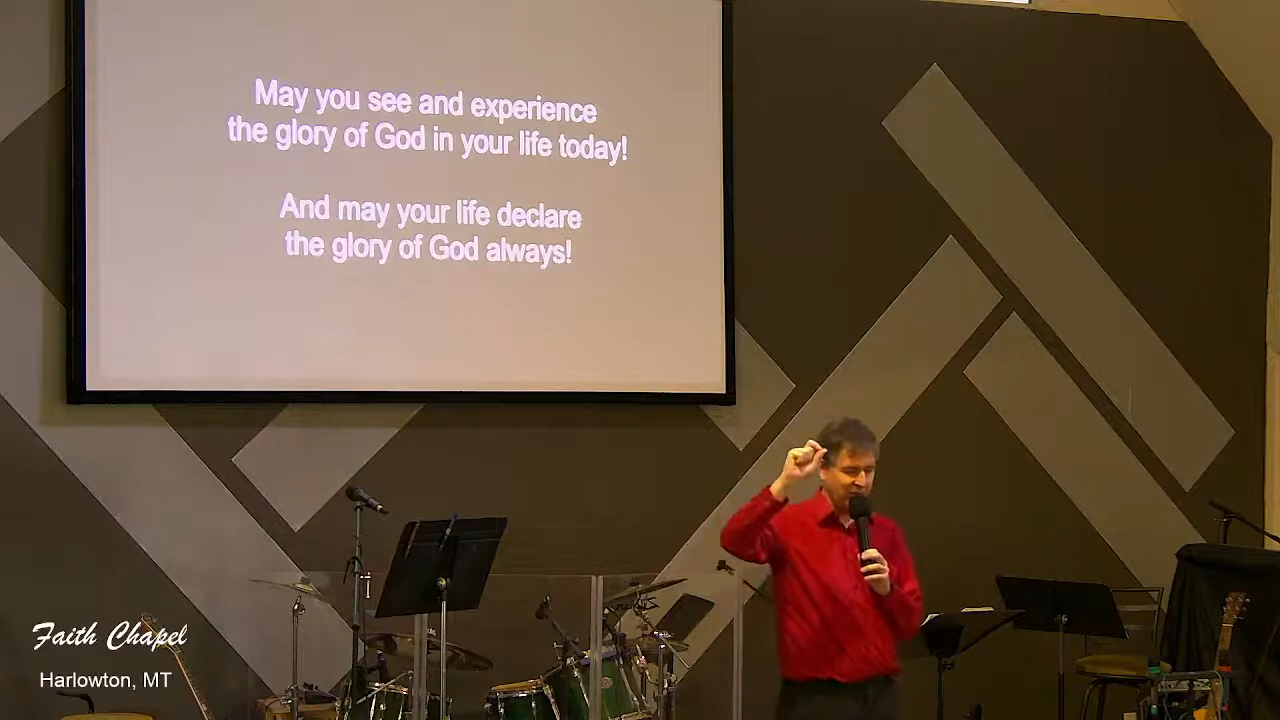 May you see and experience
the glory of God in your life today!
And may your life declare
the glory of God always!
Faith Chapel
Harlowton, MT